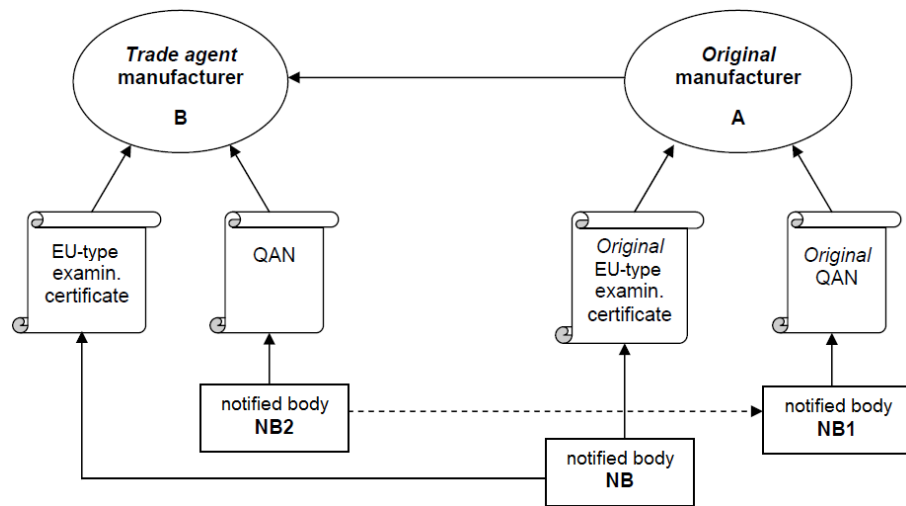 Trade agent
manufacturer
B
Original
manufacturer
A
EU-type
examin.
certificate
QAN
Original
EU-type
examin.
certificate
Original
QAN
notified body
NB2
notified body
NB1
notified body
NB